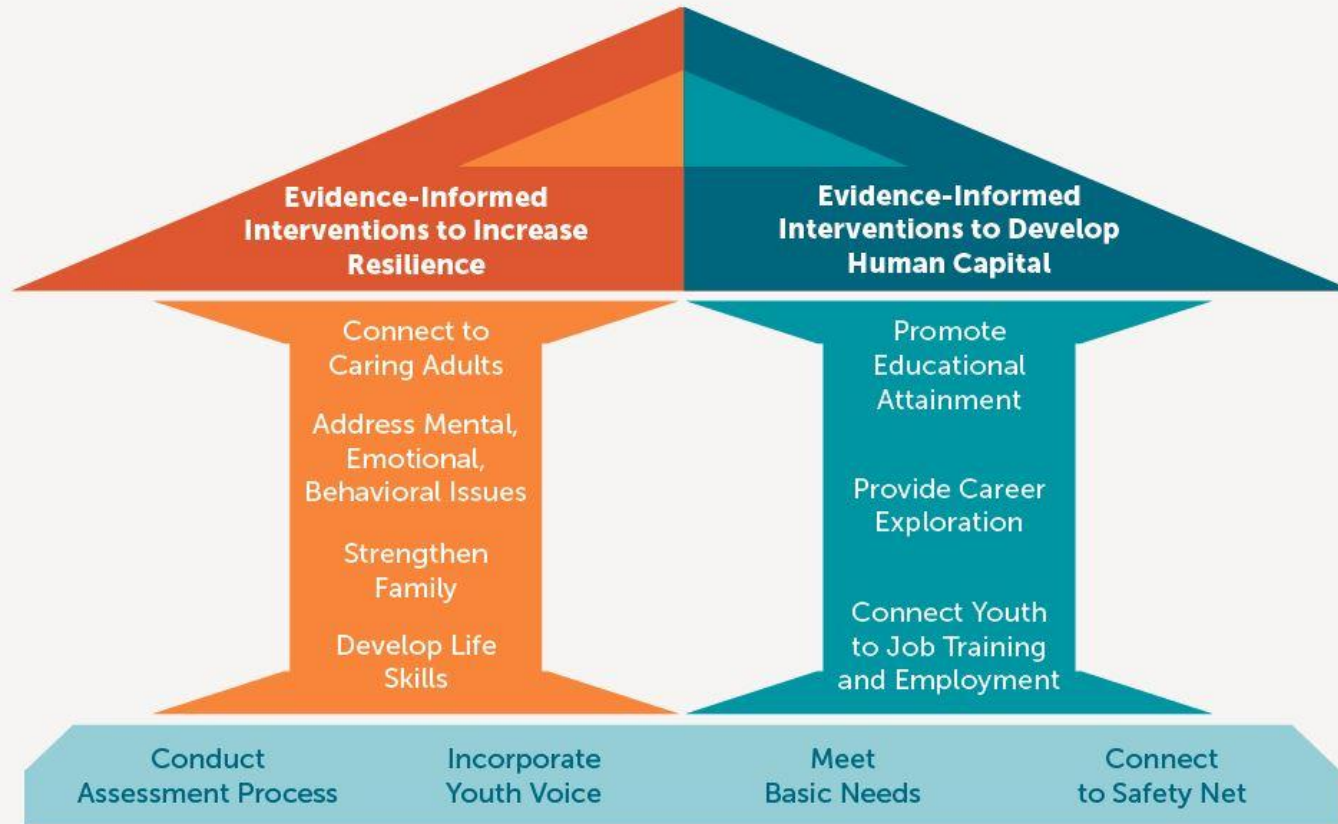 Evidence-Informed
Interventions to Increase
Resilience
Evidence-Informed
Interventions to Develop
Human Capital
Connect to
Caring Adults
Address Mental,
Emotional,
Behavioral Issues
Strengthen
Family
Develop Life
Skills
Promote
Educational
Attainment
Provide Career
Exploration
Connect Youth
to Job Training
and Employment
Conduct
Assessment Process
Incorporate
Youth Voice
Meet
Basic Needs
Connect
to Safety Net